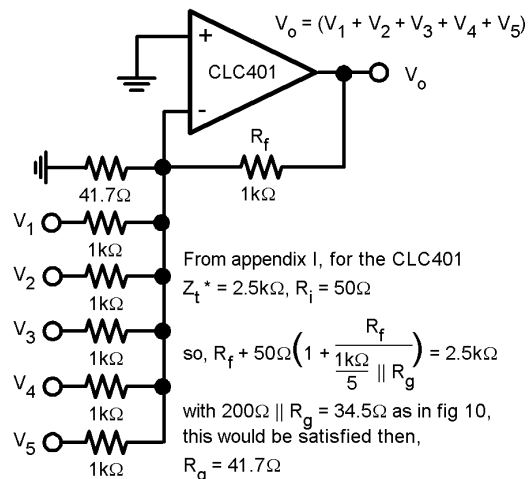 V_o = (V_1 + V_2 + V_3 + V_4 + V_5)
+
CLC401
-
V_o
R_f
1kΩ
41.7Ω
V_1
1kΩ
V_2
1kΩ
V_3
1kΩ
V_4
1kΩ
V_5
1kΩ
From appendix I, for the CLC401
Z_t* = 2.5kΩ, R_i = 50Ω
so, R_f + 50Ω(1 + R_f / (1kΩ/5 || R_g)) = 2.5kΩ
with 200Ω || R_g = 34.5Ω as in fig 10,
this would be satisfied then,
R_g = 41.7Ω